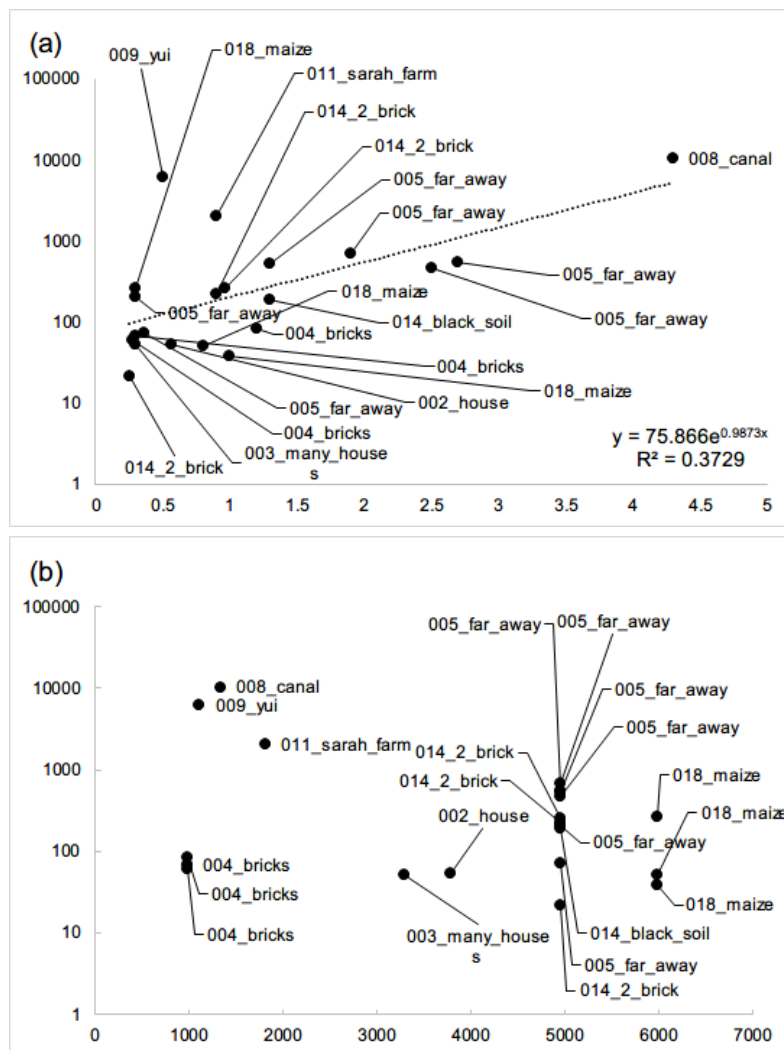 (a)
009_yui
018_maize
011_sarah_farm
014_2_brick
014_2_brick
005_far_away
005_far_away
008_canal
005_far_away
005_far_away
018_maize
005_far_away
014_black_soil
004_bricks
004_bricks
018_maize
002_house
005_far_away
004_bricks
003_many_house
s
014_2_brick
y = 75.866e^0.9873x
R² = 0.3729
100000
10000
1000
100
10
1
0 0.5 1 1.5 2 2.5 3 3.5 4 4.5 5
(b)
005_far_away
005_far_away
008_canal
009_yui
005_far_away
005_far_away
011_sarah_farm
014_2_brick
014_2_brick
018_maize
002_house
018_maize
005_far_away
004_bricks
004_bricks
004_bricks
018_maize
003_many_house
s
014_black_soil
005_far_away
014_2_brick
100000
10000
1000
100
10
1
0 1000 2000 3000 4000 5000 6000 7000